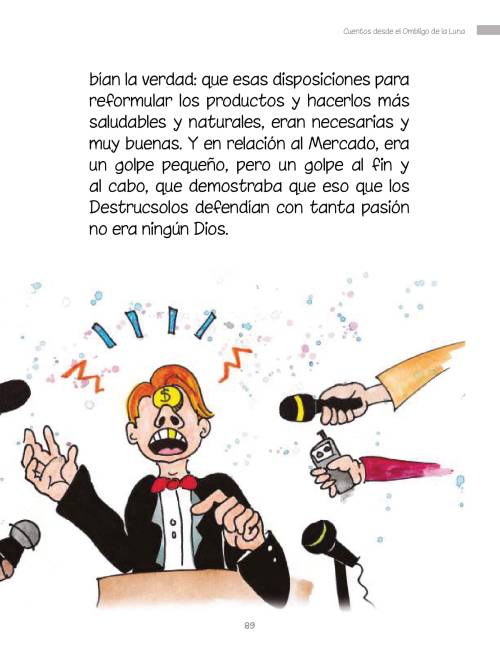 Cuentos desde el Ombligo de la Luna
bían la verdad: que esas disposiciones para
reformular los productos y hacerlos más
saludables y naturales, eran necesarias y
muy buenas. Y en relación al Mercado, era
un golpe pequeño, pero un golpe al fin y
al cabo, que demostraba que eso que los
Destrucsolos defendían con tanta pasión
no era ningún Dios.
$
89